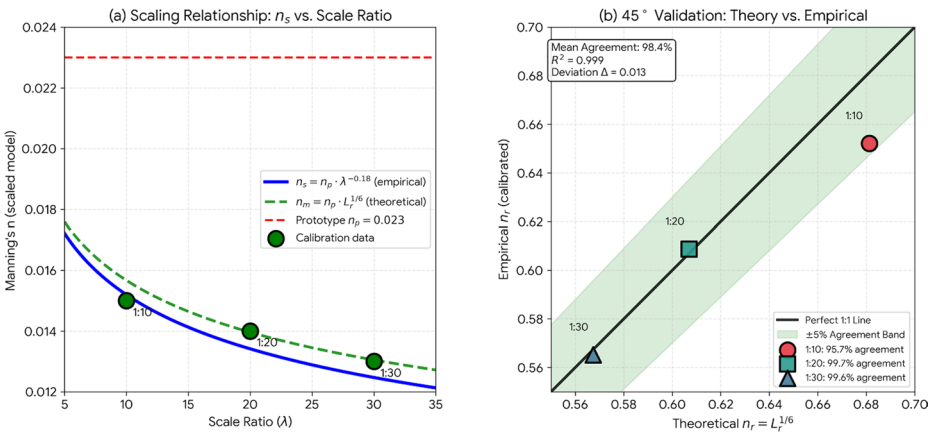 (a) Scaling Relationship: nₛ vs. Scale Ratio
0.024
0.022
0.020
0.018
0.016
0.014
0.012
Manning's n (scaled model)
nₛ = nₚ · λ⁻⁰·¹⁸ (empirical)
nₘ = nₚ · Lᵣ^1/6 (theoretical)
Prototype nₚ = 0.023
Calibration data
1:10
1:20
1:30
5 10 15 20 25 30 35
Scale Ratio (λ)
(b) 45° Validation: Theory vs. Empirical
Mean Agreement: 98.4%
R² = 0.999
Deviation Δ = 0.013
0.70
0.68
0.66
0.64
0.62
0.60
0.58
0.56
Empirical nᵣ (calibrated)
1:10
1:20
1:30
Perfect 1:1 Line
±5% Agreement Band
1:10: 95.7% agreement
1:20: 99.7% agreement
1:30: 99.6% agreement
0.56 0.58 0.60 0.62 0.64 0.66 0.68 0.70
Theoretical nᵣ = Lᵣ^1/6